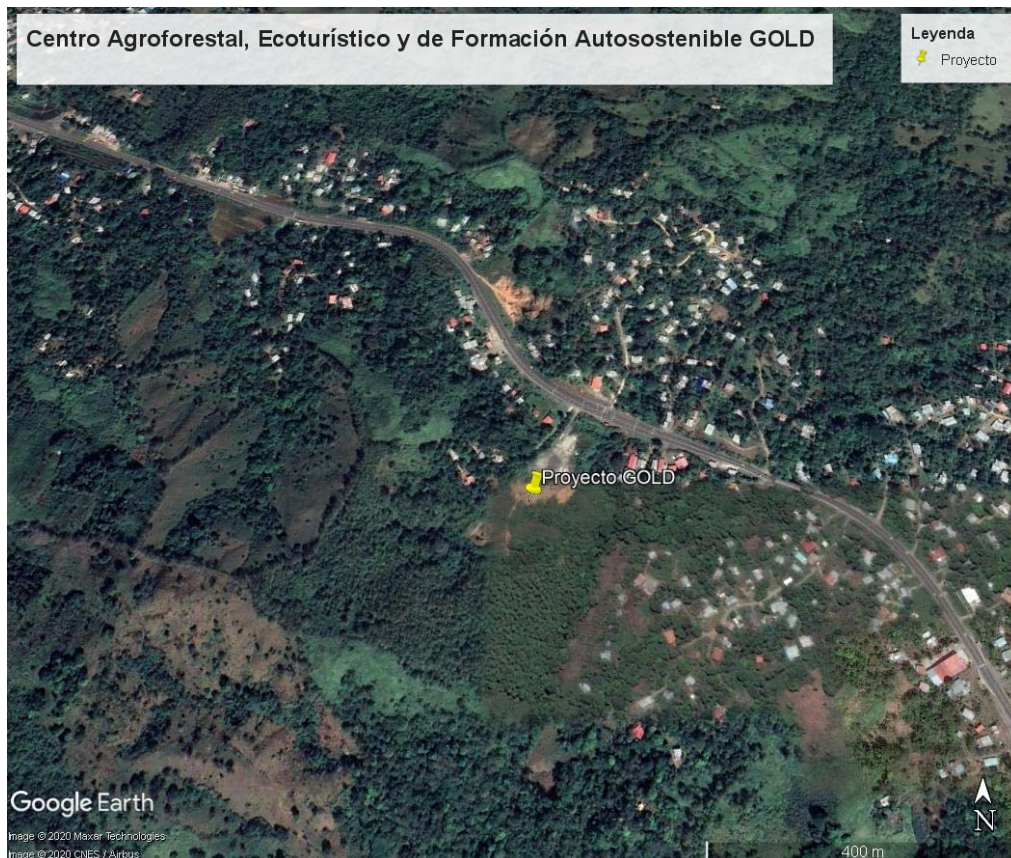 Centro Agroforestal, Ecoturístico y de Formación Autosostenible GOLD
Leyenda
Proyecto
Proyecto GOLD
Google Earth
Image © 2020 Maxar Technologies
Image © 2020 CNES / Airbus
400 m
N